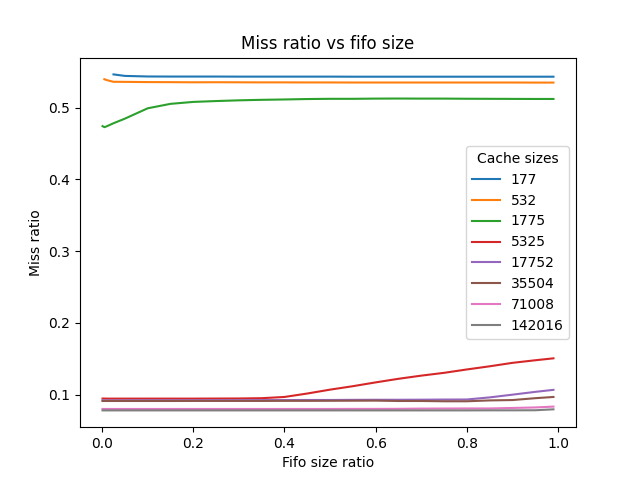 Miss ratio vs fifo size
0.5
0.4
0.3
0.2
0.1
Miss ratio
Cache sizes
177
532
1775
5325
17752
35504
71008
142016
0.0 0.2 0.4 0.6 0.8 1.0
Fifo size ratio